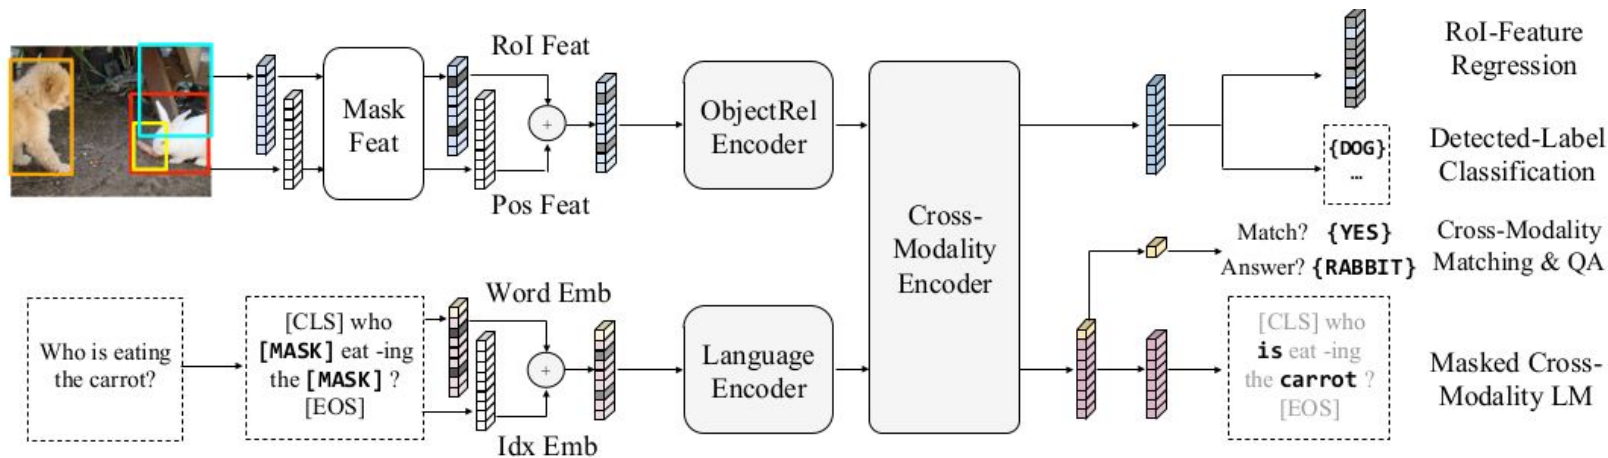 RoI Feat
Mask
Feat
+
Pos Feat
ObjectRel
Encoder
RoI-Feature
Regression
{DOG}
...
Detected-Label
Classification
Cross-
Modality
Encoder
Match? {YES}
Answer? {RABBIT}
Cross-Modality
Matching & QA
Who is eating
the carrot?
[CLS] who
[MASK] eat -ing
the [MASK] ?
[EOS]
Word Emb
+
Idx Emb
Language
Encoder
[CLS] who
is eat -ing
the carrot ?
[EOS]
Masked Cross-
Modality LM